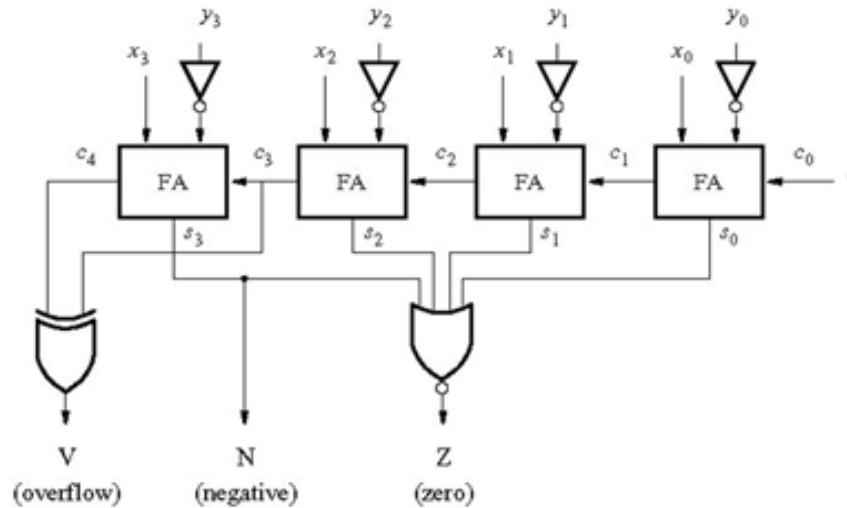 y3 y2 y1 y0
x3 x2 x1 x0
c4 c3 c2 c1 c0
FA FA FA FA
s3 s2 s1 s0
V N Z
(overflow) (negative) (zero)